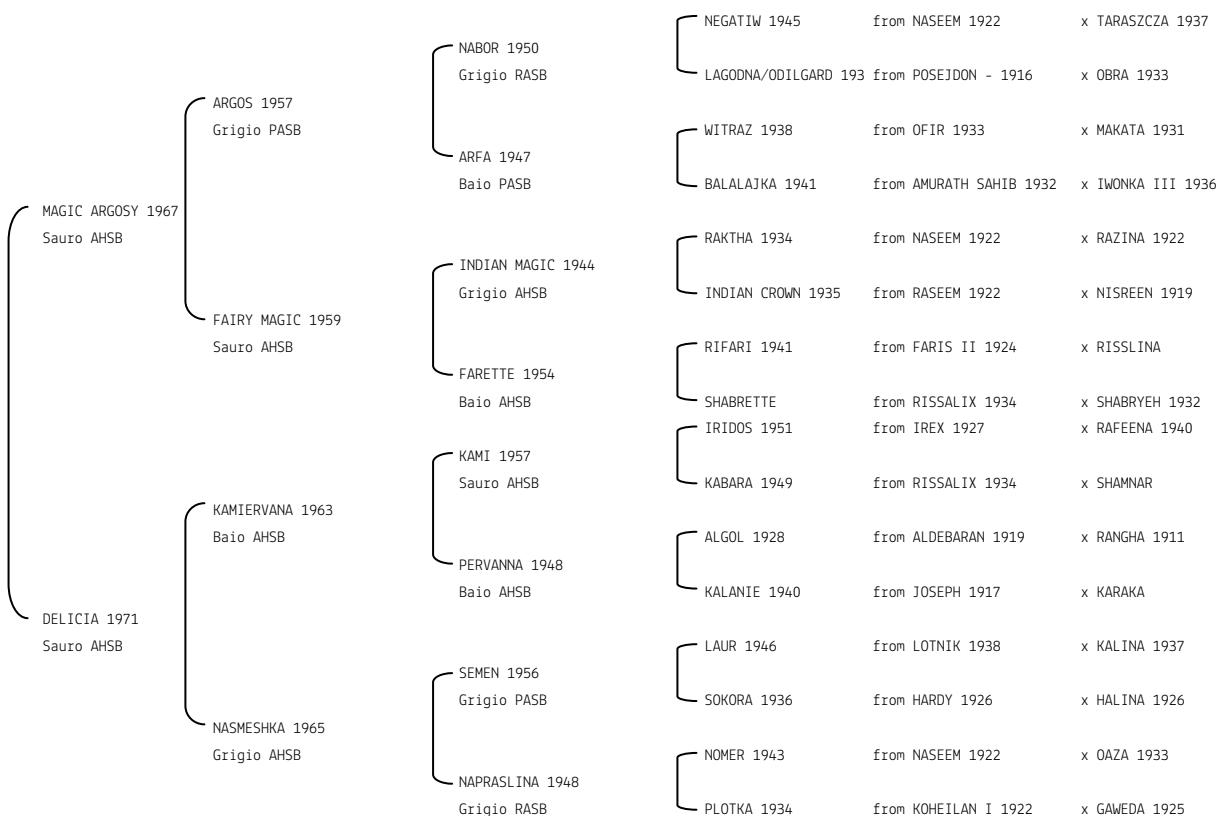 NEGATIW 1945 from NASEEM 1922 x TARASZCZA 1937
NABOR 1950
Grigio RASB LAGODNA/ODILGARD 193 from POSEJDON - 1916 x OBRA 1933
ARGOS 1957
Grigio PASB WITRAZ 1938 from OFIR 1933 x MAKATA 1931
ARFA 1947
Baio PASB BALALAJKA 1941 from AMURATH SAHIB 1932 x IWONKA III 1936
MAGIC ARGOSY 1967
Sauro AHSB RAKTHA 1934 from NASEEM 1922 x RAZINA 1922
INDIAN MAGIC 1944
Grigio AHSB INDIAN CROWN 1935 from RASEEM 1922 x NISREEN 1919
FAIRY MAGIC 1959
Sauro AHSB RIFARI 1941 from FARIS II 1924 x RISSLINA
FARETTE 1954
Baio AHSB SHABRETTE from RISSALIX 1934 x SHABRYEH 1932
IRIDOS 1951 from IREX 1927 x RAFEENA 1940
KAMI 1957
Sauro AHSB KABARA 1949 from RISSALIX 1934 x SHAMNAR
KAMIERVANA 1963
Baio AHSB ALGOL 1928 from ALDEBARAN 1919 x RANGHA 1911
PERVANNA 1948
Baio AHSB KALANIE 1940 from JOSEPH 1917 x KARAKA
DELICIA 1971
Sauro AHSB LAUR 1946 from LOTNIK 1938 x KALINA 1937
SEMEN 1956
Grigio PASB SOKORA 1936 from HARDY 1926 x HALINA 1926
NASMESHKA 1965
Grigio AHSB NOMER 1943 from NASEEM 1922 x OAZA 1933
NAPRASLINA 1948
Grigio RASB PLOTKA 1934 from KOHEILAN I 1922 x GAWEDA 1925